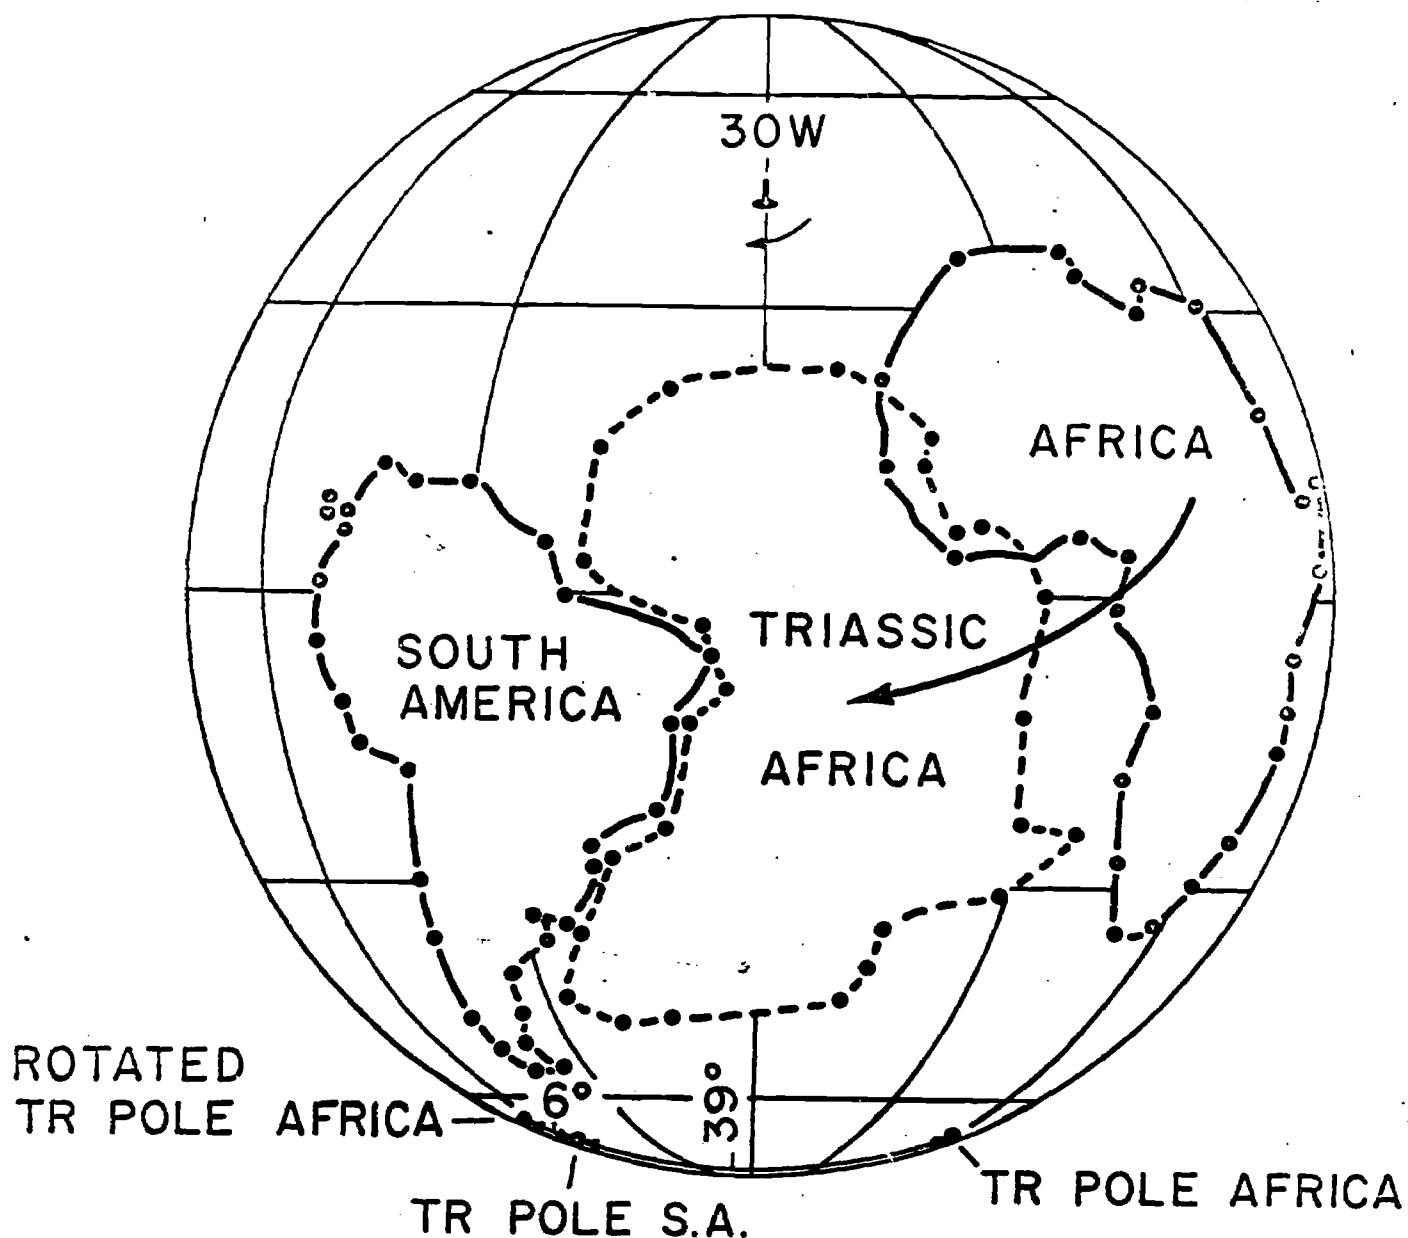 30W
AFRICA
SOUTH
AMERICA
TRIASSIC
AFRICA
ROTATED
TR POLE AFRICA
6°
39°
TR POLE S.A.
TR POLE AFRICA